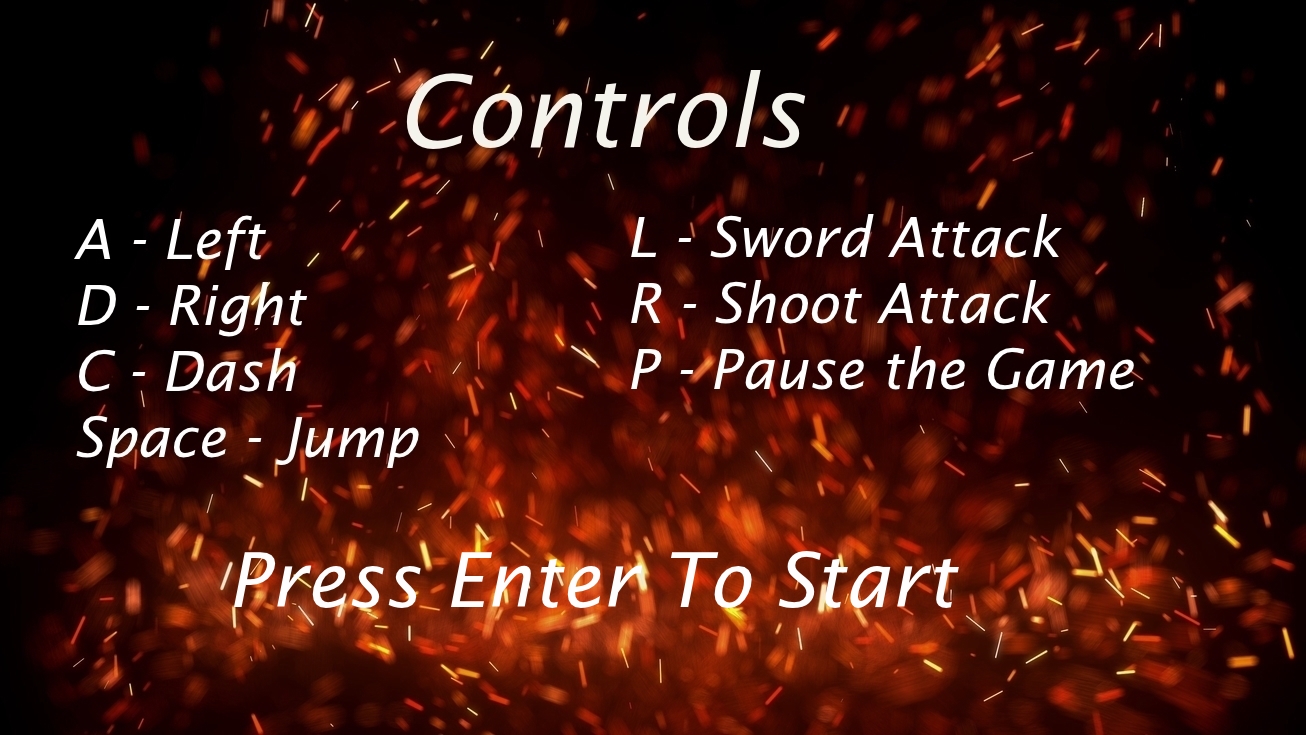 Controls
A - Left
D - Right
C - Dash
Space - Jump
L - Sword Attack
R - Shoot Attack
P - Pause the Game
Press Enter To Start